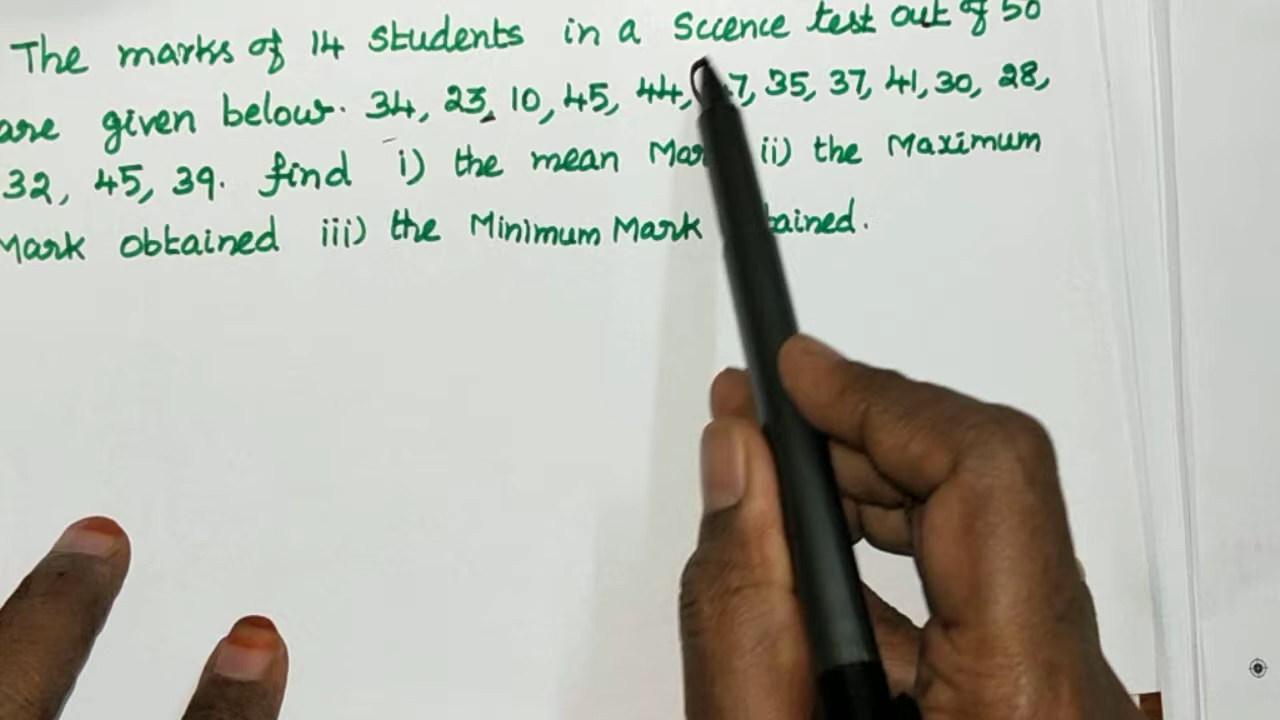 The marks of 14 students in a Science test out of 50
are given below. 34, 23, 10, 45, 44, 7, 35, 37, 41, 30, 28,
32, 45, 39. find i) the mean ii) the Maximum
Mark obtained iii) the Minimum Mark